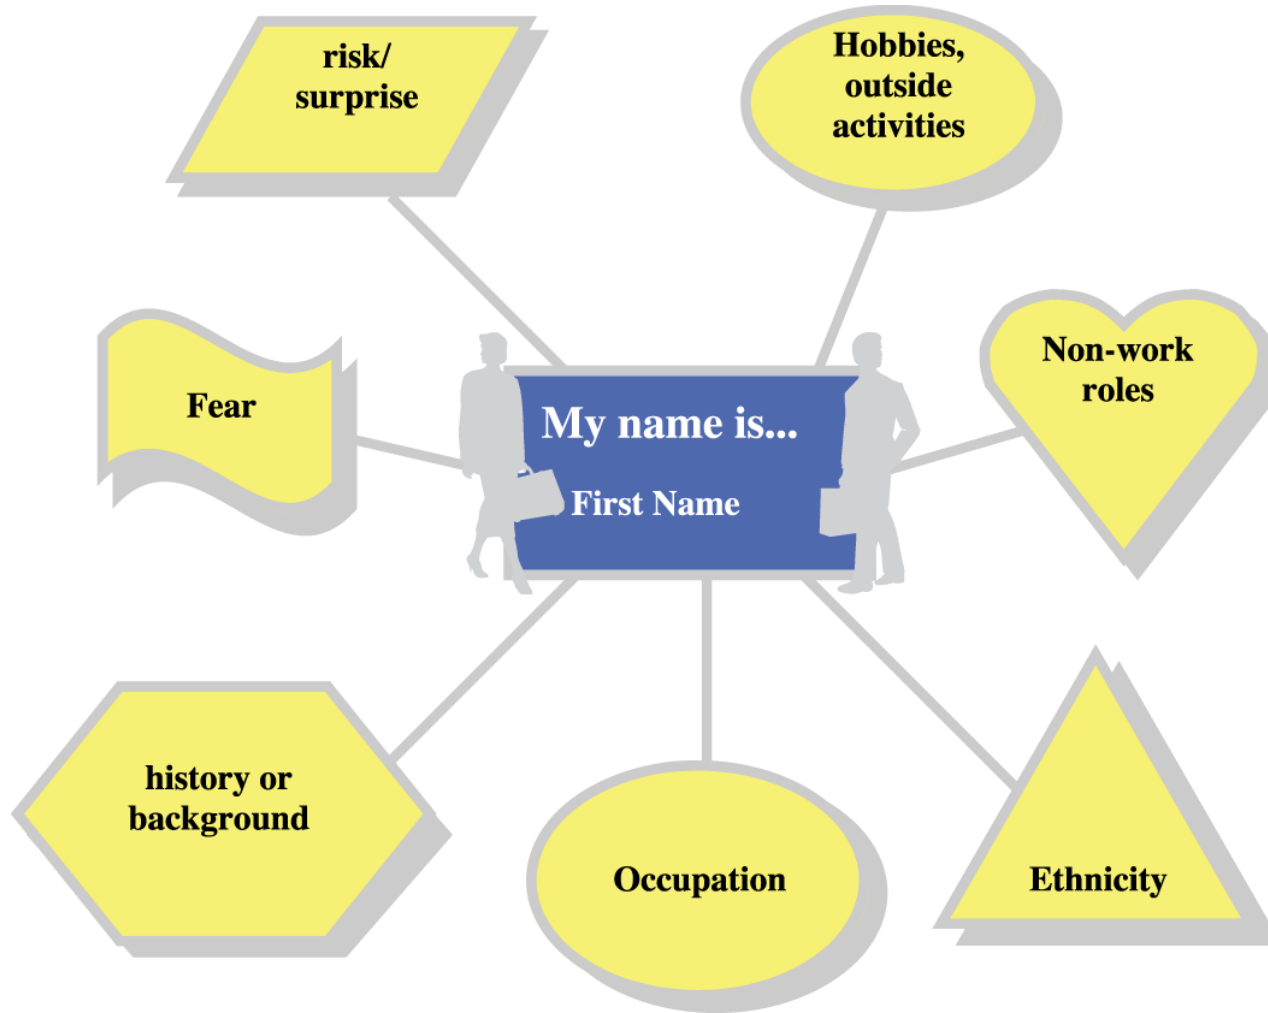 risk/
surprise
Hobbies,
outside
activities
Fear
My name is...
First Name
Non-work
roles
history or
background
Occupation
Ethnicity